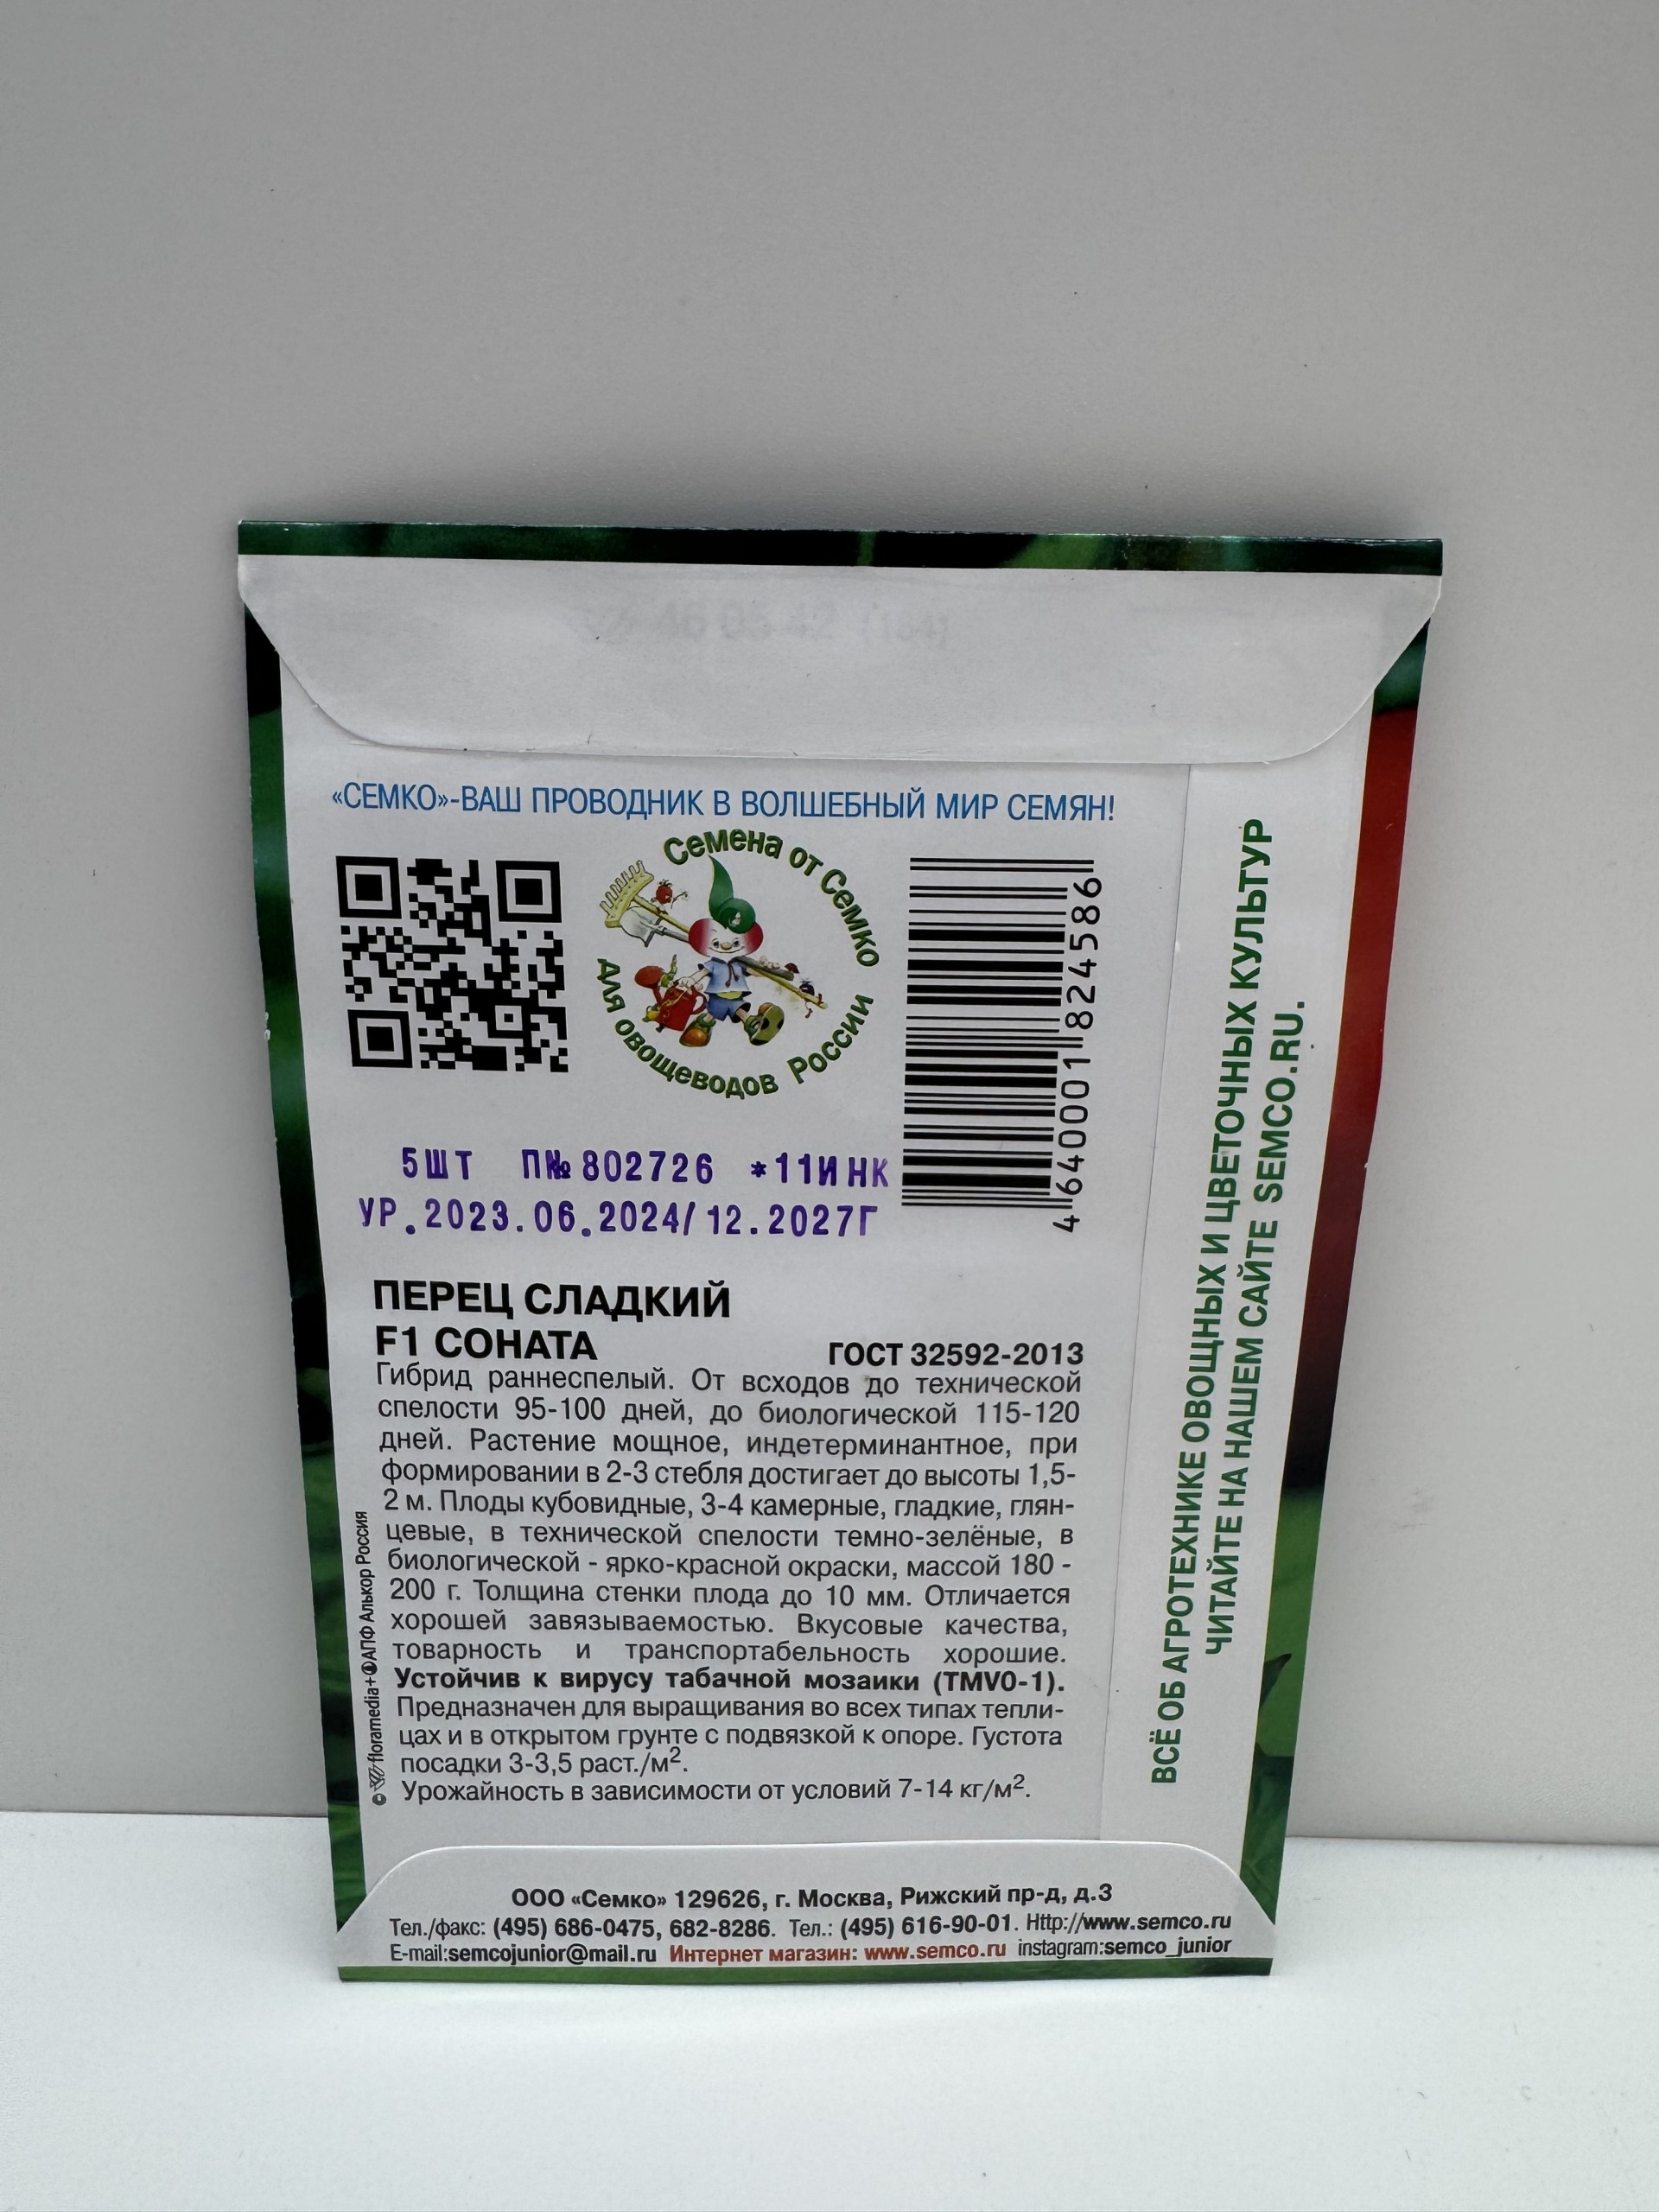 «СЕМКО»-ВАШ ПРОВОДНИК В ВОЛШЕБНЫЙ МИР СЕМЯН!
Семена от Семко
для овощеводов России
4 640001 824586
5ШТ П№802726 *11ИНК
УР.2023.06.2024/12.2027Г
ПЕРЕЦ СЛАДКИЙ
F1 СОНАТА
ГОСТ 32592-2013
Гибрид раннеспелый. От всходов до технической
спелости 95-100 дней, до биологической 115-120
дней. Растение мощное, индетерминантное, при
формировании в 2-3 стебля достигает до высоты 1,5-
2 м. Плоды кубовидные, 3-4 камерные, гладкие, глян-
цевые, в технической спелости темно-зелёные, в
биологической - ярко-красной окраски, массой 180 -
200 г. Толщина стенки плода до 10 мм. Отличается
хорошей завязываемостью. Вкусовые качества,
товарность и транспортабельность хорошие.
Устойчив к вирусу табачной мозаики (TMV0-1).
Предназначен для выращивания во всех типах тепли-
цах и в открытом грунте с подвязкой к опоре. Густота
посадки 3-3,5 раст./м².
Урожайность в зависимости от условий 7-14 кг/м².
floramedia+АПФ Алькор Россия
ВСЁ ОБ АГРОТЕХНИКЕ ОВОЩНЫХ И ЦВЕТОЧНЫХ КУЛЬТУР
ЧИТАЙТЕ НА НАШЕМ САЙТЕ SEMCO.RU.
ООО «Семко» 129626, г. Москва, Рижский пр-д, д.3
Тел./факс: (495) 686-0475, 682-8286. Тел.: (495) 616-90-01. Http://www.semco.ru
E-mail:semcojunior@mail.ru Интернет магазин: www.semco.ru instagram:semco_junior